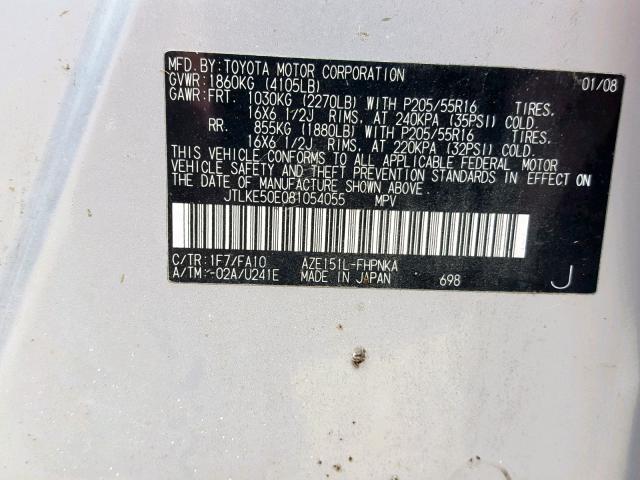 MFD.BY:TOYOTA MOTOR CORPORATION 01/08
GVWR:1860KG (4105LB)
GAWR:FRT. 1030KG (2270LB) WITH P205/55R16 TIRES.
16X6 1/2J RIMS. AT 240KPA (35PSI) COLD.
RR. 855KG (1880LB) WITH P205/55R16 TIRES.
16X6 1/2J RIMS. AT 220KPA (32PSI) COLD.
THIS VEHICLE CONFORMS TO ALL APPLICABLE FEDERAL MOTOR
VEHICLE SAFETY AND THEFT PREVENTION STANDARDS IN EFFECT ON
THE DATE OF MANUFACTURE SHOWN ABOVE.
JTLKE50E081054055 MPV
C/TR:1F7/FA10 AZE151L-FHPNKA
A/TM:-02A/U241E MADE IN JAPAN 698 J